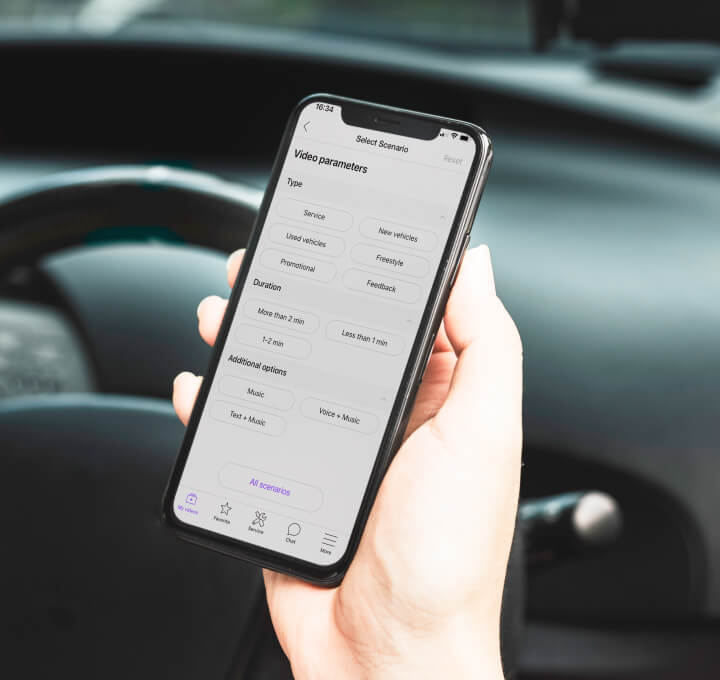 16:34
Select Scenario
Reset
Video parameters
Type
Service
New vehicles
Used vehicles
Freestyle
Promotional
Feedback
Duration
More than 2 min
Less than 1 min
1-2 min
Additional options
Music
Voice + Music
Text + Music
All scenarios
My videos
Favorite
Service
Chat
More